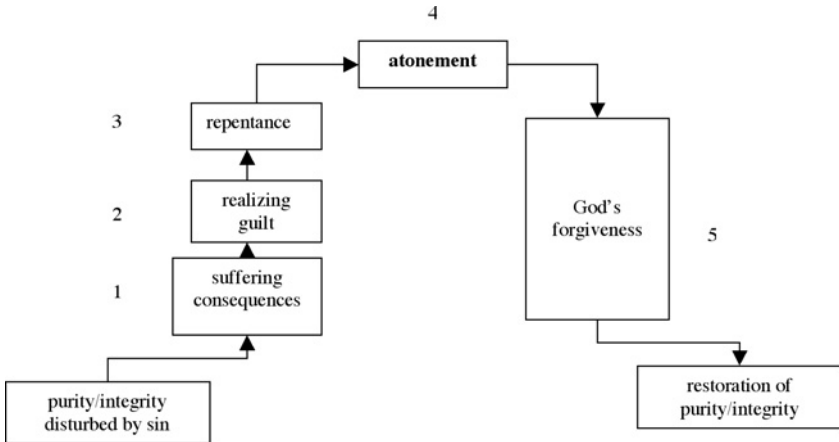 4
atonement
3
repentance
2
realizing
guilt
God's
forgiveness
5
1
suffering
consequences
purity/integrity
disturbed by sin
restoration of
purity/integrity